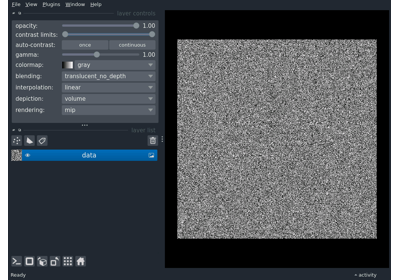 File View Plugins Window Help
layer controls
opacity: 1.00
contrast limits:
auto-contrast: once continuous
gamma: 1.00
colormap: gray
blending: translucent_no_depth
interpolation: linear
depiction: volume
rendering: mip
layer list
data
Ready activity